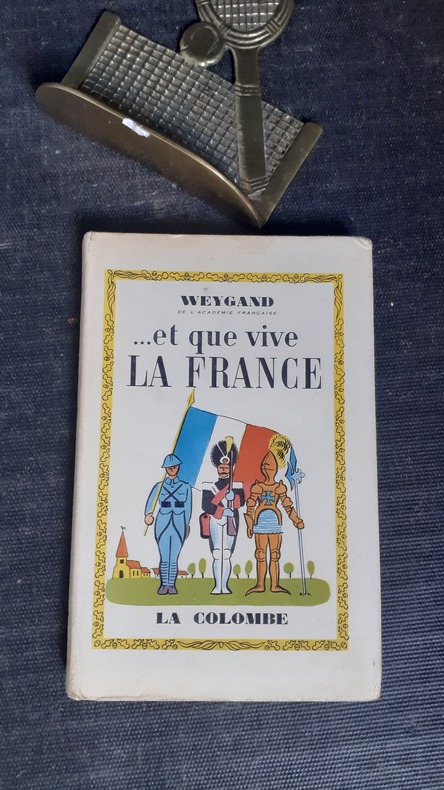 WEYGAND
DE L'ACADÉMIE FRANÇAISE
...et que vive
LA FRANCE
LA COLOMBE